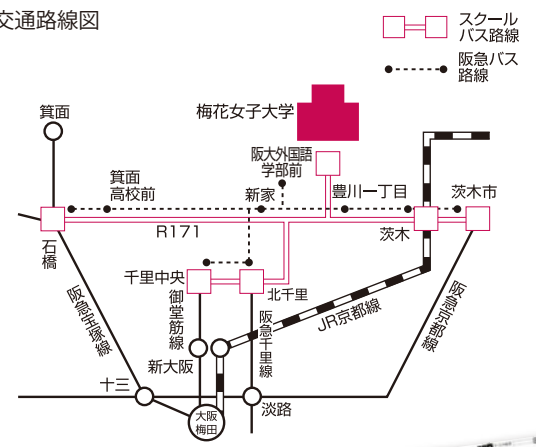 交通路線図
スクール
バス路線
阪急バス
路線
箕面
梅花女子大学
阪大外国語
学部前
箕面
高校前
新家
豊川一丁目
茨木市
R171
茨木
石橋
千里中央
北千里
御堂筋線
阪急千里線
JR京都線
阪急京都線
阪急宝塚線
新大阪
十三
大阪
梅田
淡路